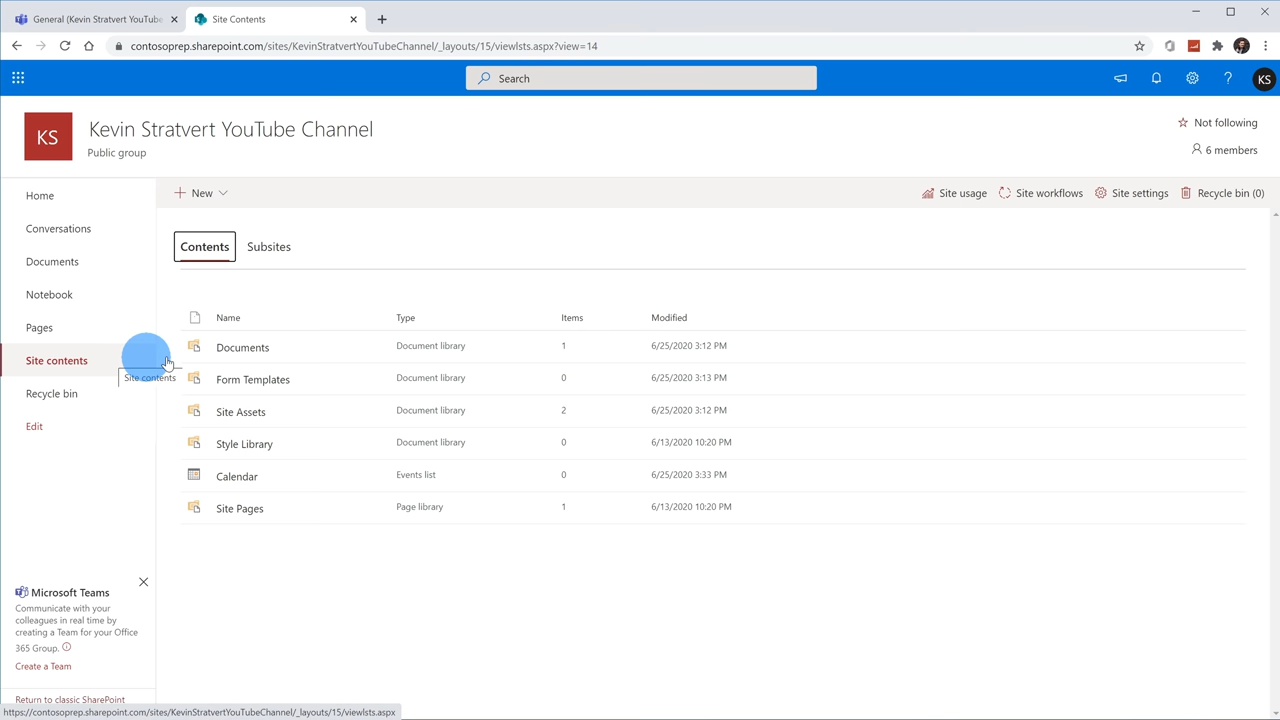 General (Kevin Stratvert YouTube
Site Contents
contosoprep.sharepoint.com/sites/KevinStratvertYouTubeChannel/_layouts/15/viewlsts.aspx?view=14
Search
KS
KS
Kevin Stratvert YouTube Channel
Public group
Not following
6 members
Home
Conversations
Documents
Notebook
Pages
Site contents
Site contents
Recycle bin
Edit
New
Site usage
Site workflows
Site settings
Recycle bin (0)
Contents
Subsites
Name Type Items Modified
Documents Document library 1 6/25/2020 3:12 PM
Form Templates Document library 0 6/25/2020 3:13 PM
Site Assets Document library 2 6/25/2020 3:12 PM
Style Library Document library 0 6/13/2020 10:20 PM
Calendar Events list 0 6/25/2020 3:33 PM
Site Pages Page library 1 6/13/2020 10:20 PM
Microsoft Teams
Communicate with your
colleagues in real time by
creating a Team for your Office
365 Group.
Create a Team
Return to classic SharePoint
https://contosoprep.sharepoint.com/sites/KevinStratvertYouTubeChannel/_layouts/15/viewlsts.aspx